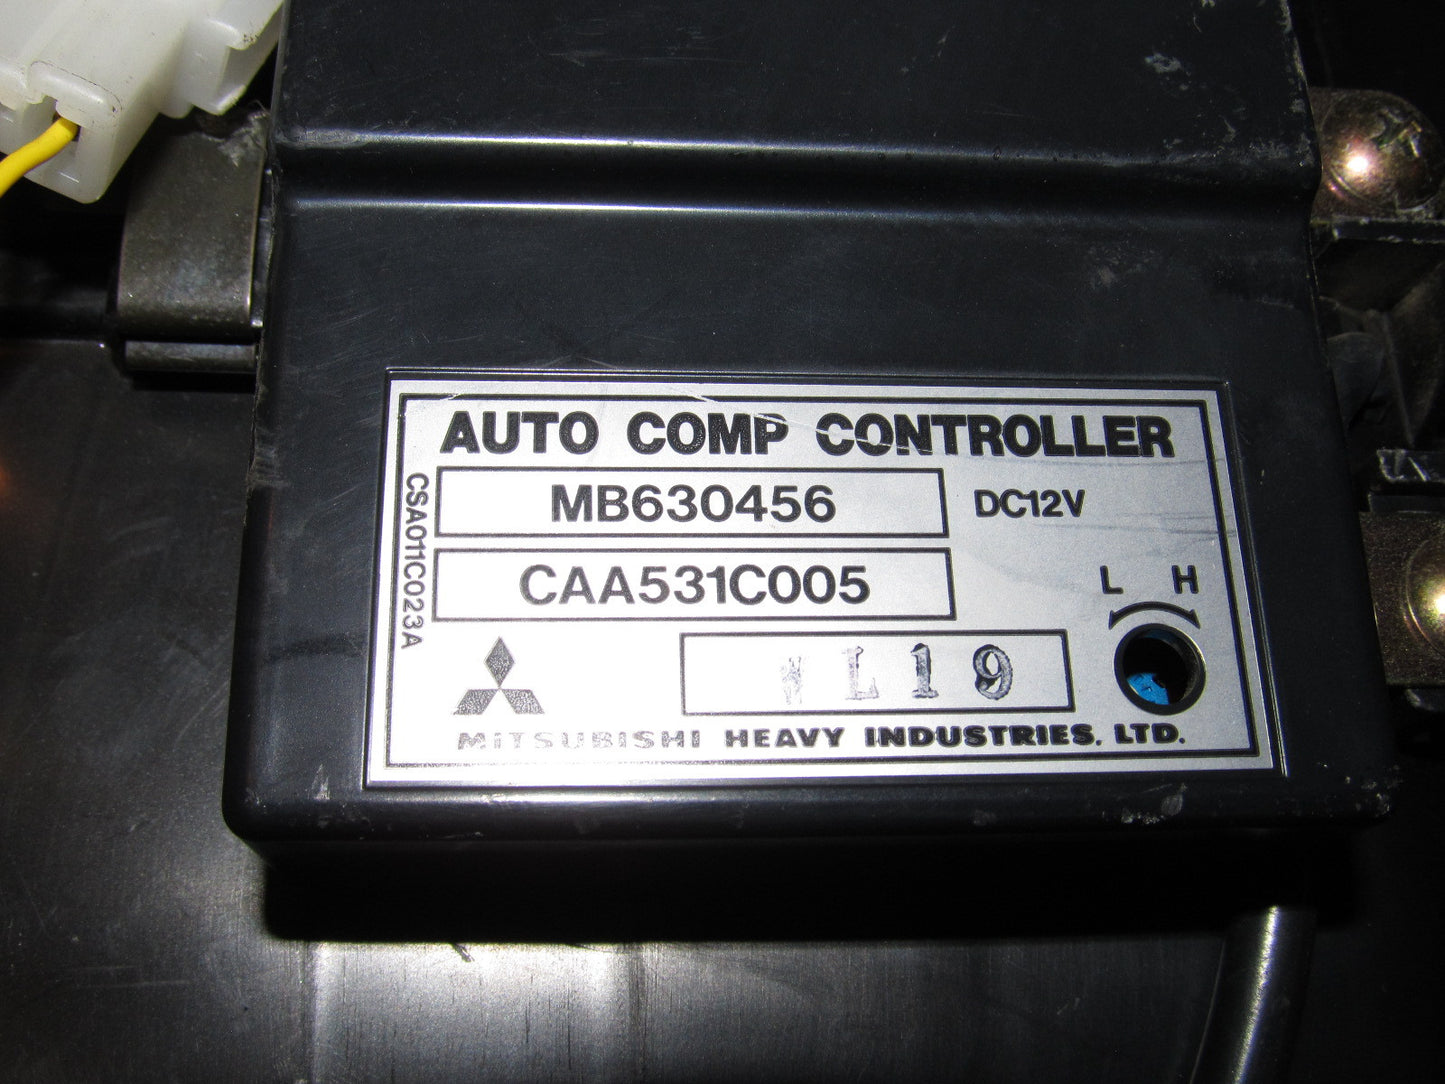 AUTO COMP CONTROLLER
MB630456 DC12V
CAA531C005
L H
L19
MITSUBISHI HEAVY INDUSTRIES, LTD.
CSA011C023A